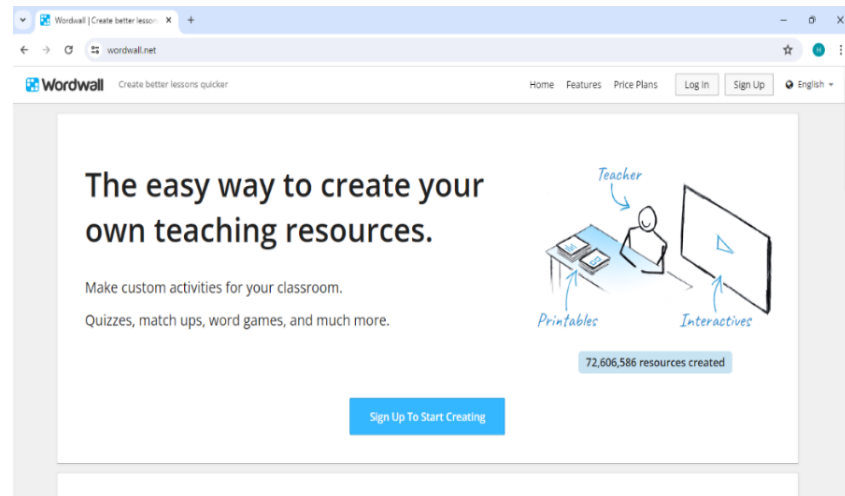 Wordwall | Create better lesson
wordwall.net
H
Wordwall Create better lessons quicker Home Features Price Plans Log In Sign Up English
The easy way to create your
own teaching resources.
Make custom activities for your classroom.
Quizzes, match ups, word games, and much more.
Teacher
Printables Interactives
72,606,586 resources created
Sign Up To Start Creating